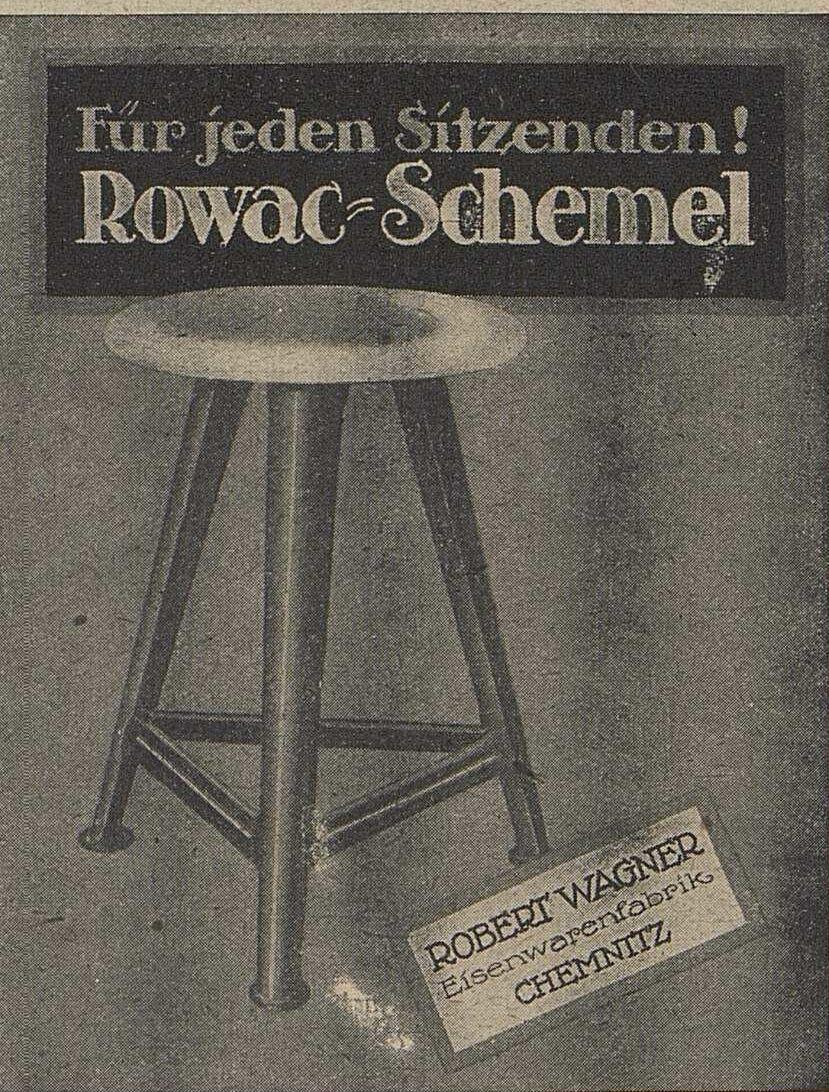 Für jeden Sitzenden!
Rowac-Schemel
ROBERT WAGNER
Eisenwarenfabrik
CHEMNITZ